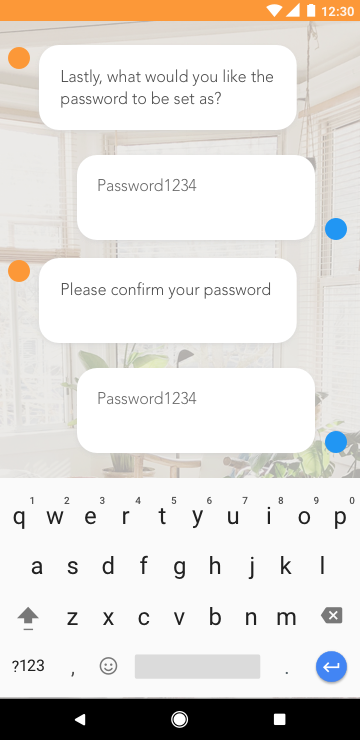 12:30
Lastly, what would you like the
password to be set as?
Password1234
Please confirm your password
Password1234
1 2 3 4 5 6 7 8 9 0
q w e r t y u i o p
a s d f g h j k l
z x c v b n m
?123 , .